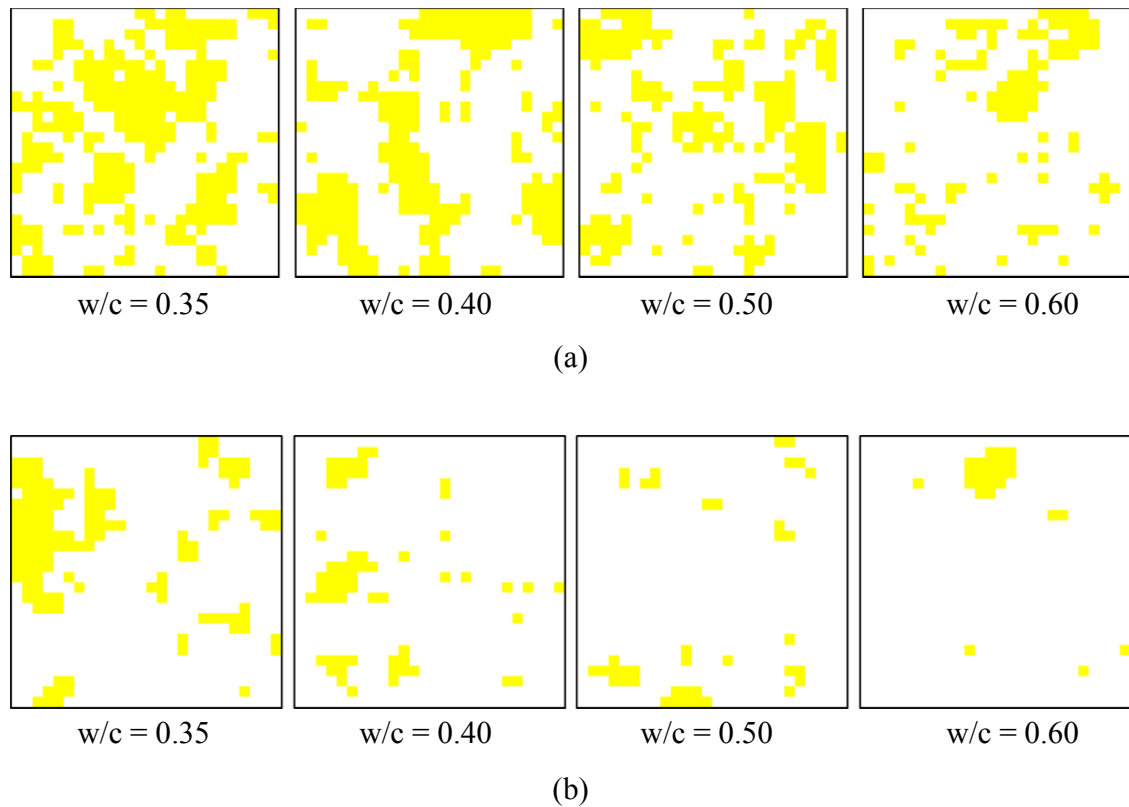 w/c = 0.35 w/c = 0.40 w/c = 0.50 w/c = 0.60
(a)
w/c = 0.35 w/c = 0.40 w/c = 0.50 w/c = 0.60
(b)